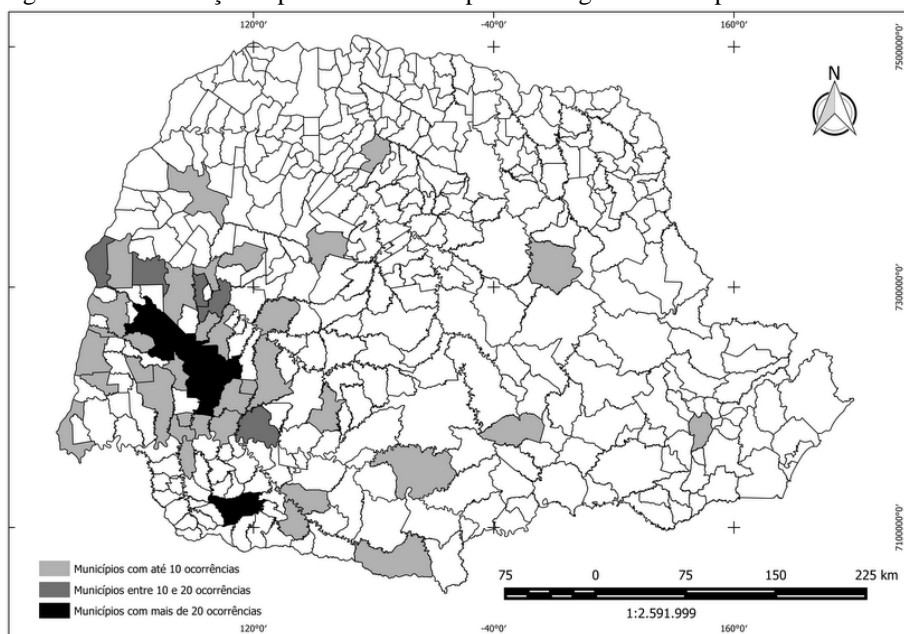 120°0' -40°0' 160°0'
7500000°0'
N
7300000°0'
7100000°0'
Municípios com até 10 ocorrências
Municípios entre 10 e 20 ocorrências
Municípios com mais de 20 ocorrências
75 0 75 150 225 km
1:2.591.999
120°0' -40°0' 160°0'